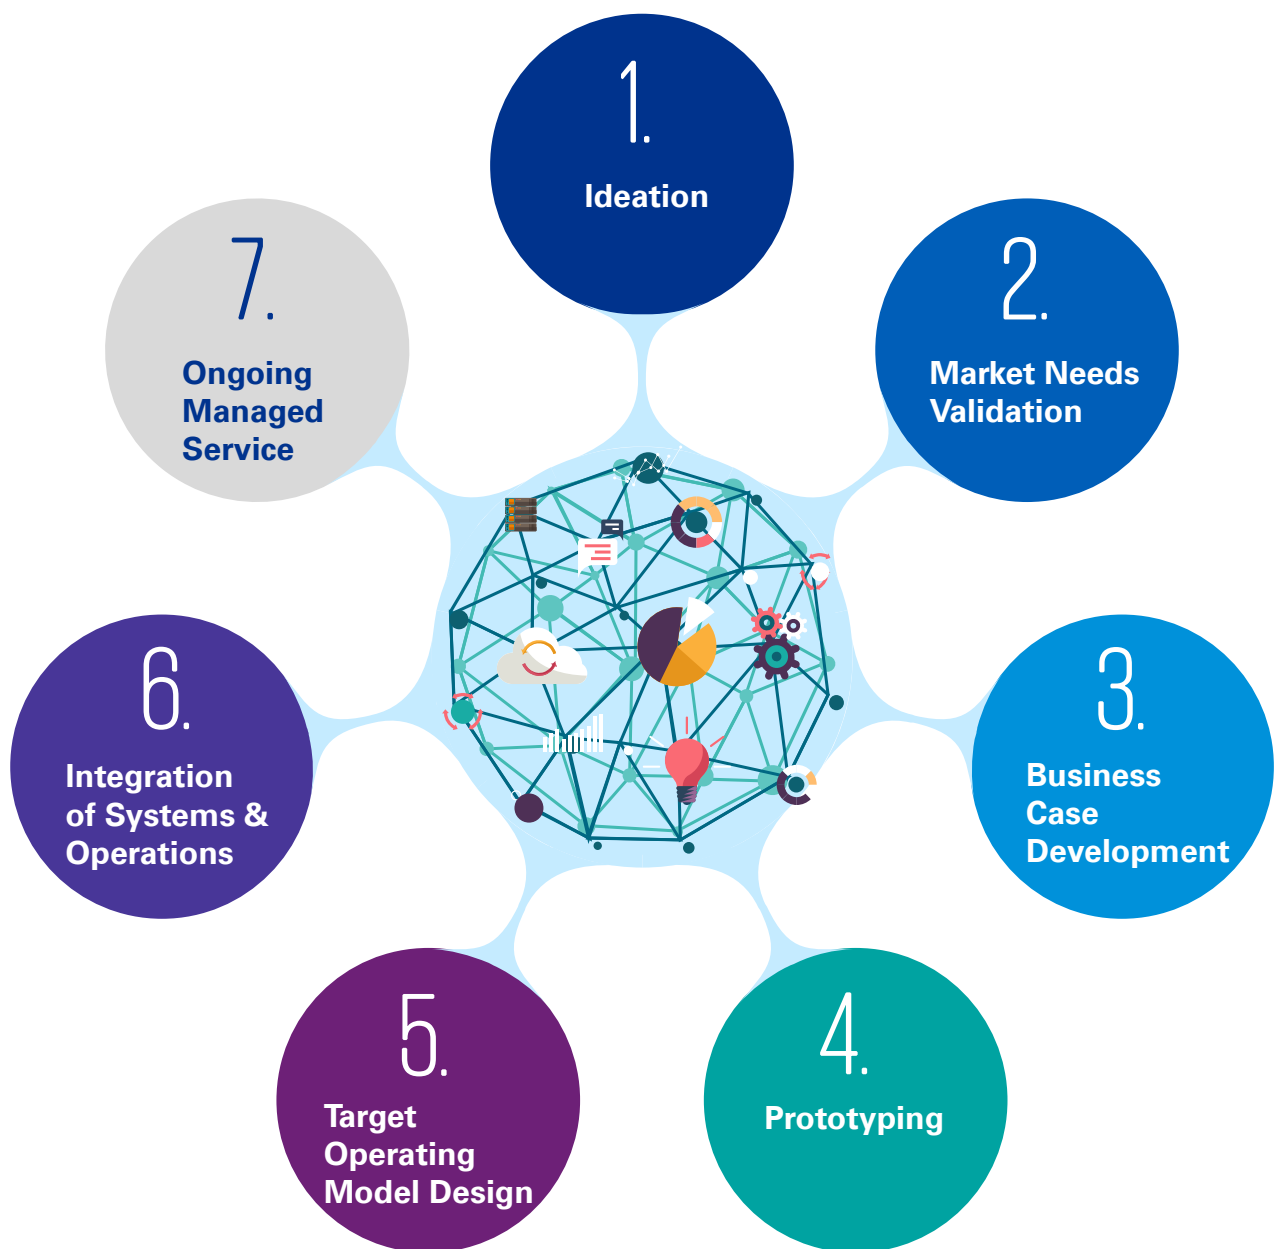 1.
Ideation
2.
Market Needs
Validation
3.
Business
Case
Development
4.
Prototyping
5.
Target
Operating
Model Design
6.
Integration
of Systems &
Operations
7.
Ongoing
Managed
Service